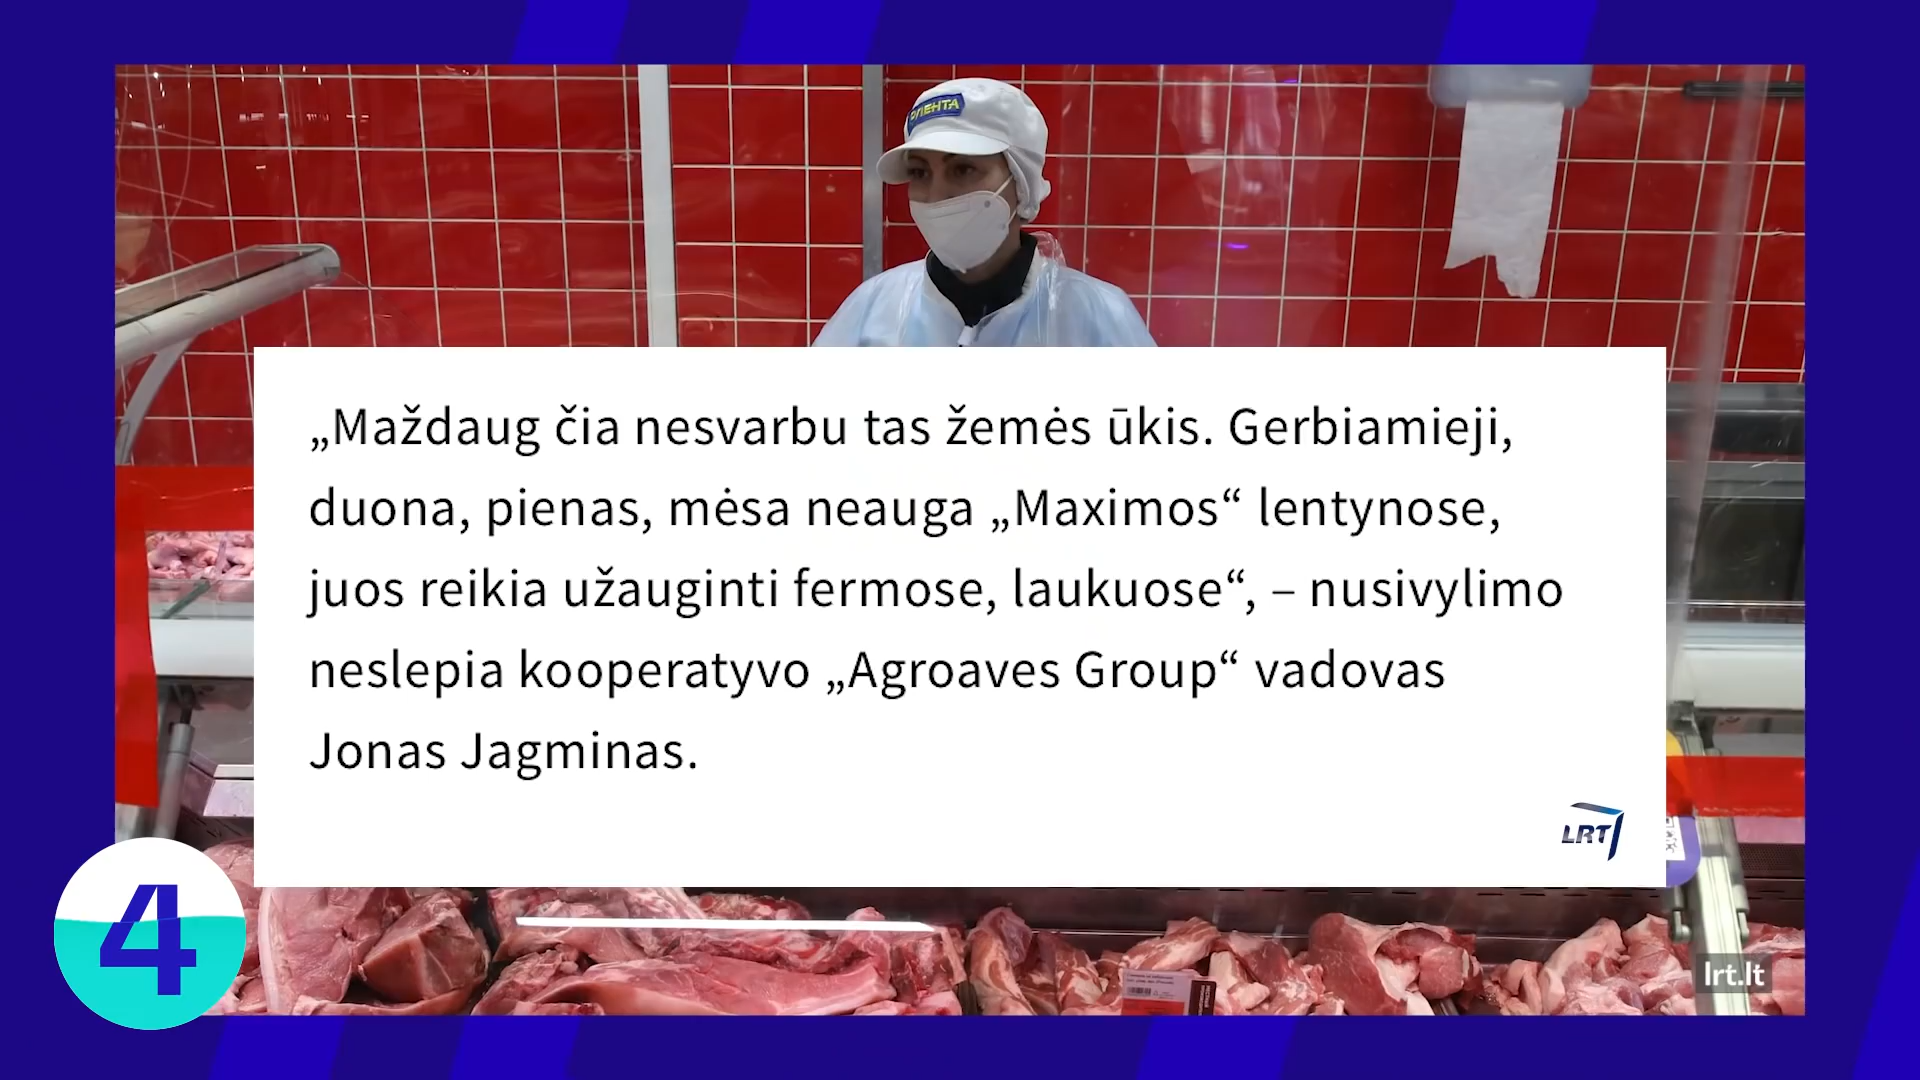 „Maždaug čia nesvarbu tas žemės ūkis. Gerbiamieji,
duona, pienas, mėsa neauga „Maximos“ lentynose,
juos reikia užauginti fermose, laukuose“, – nusivylimo
neslepia kooperatyvo „Agroaves Group“ vadovas
Jonas Jagminas.
LRT
4
lrt.lt